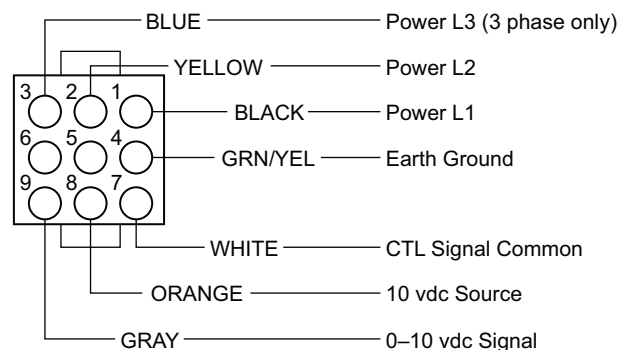 BLUE Power L3 (3 phase only)
YELLOW Power L2
3 2 1
BLACK Power L1
6 5 4
GRN/YEL Earth Ground
9 8 7
WHITE CTL Signal Common
ORANGE 10 vdc Source
GRAY 0–10 vdc Signal